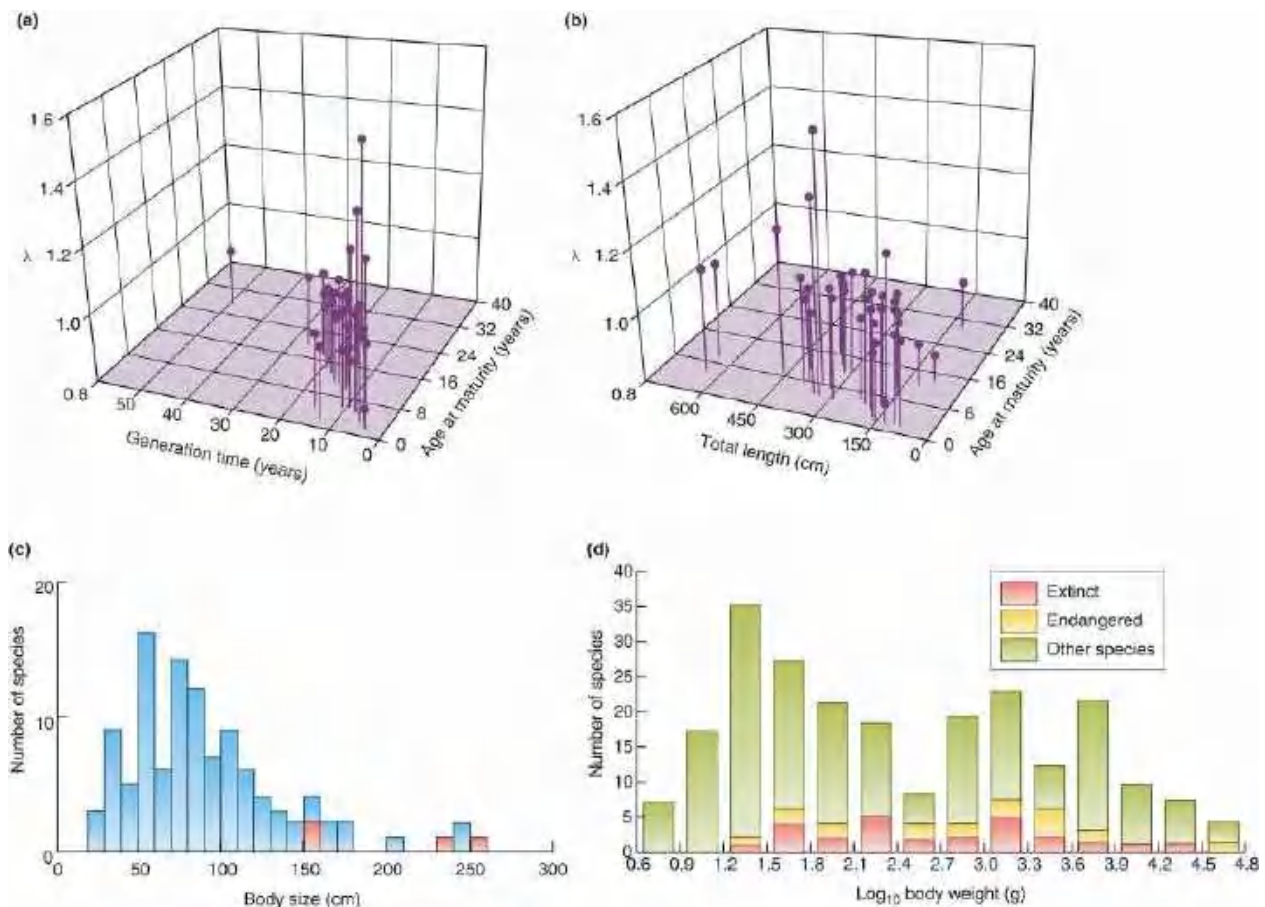 (a)
1.6
1.4
1.2
1.0
0.8
λ
50
40
30
20
10
0
Generation time (years)
0
8
16
24
32
40
Age at maturity (years)
(b)
1.6
1.4
1.2
1.0
0.8
λ
600
450
300
150
0
Total length (cm)
0
8
16
24
32
40
Age at maturity (years)
(c)
20
10
0
Number of species
0 50 100 150 200 250 300
Body size (cm)
(d)
40
35
30
25
20
15
10
5
0
Number of species
Extinct
Endangered
Other species
0.6 0.9 1.2 1.5 1.8 2.1 2.4 2.7 3.0 3.3 3.6 3.9 4.2 4.5 4.8
Log10 body weight (g)